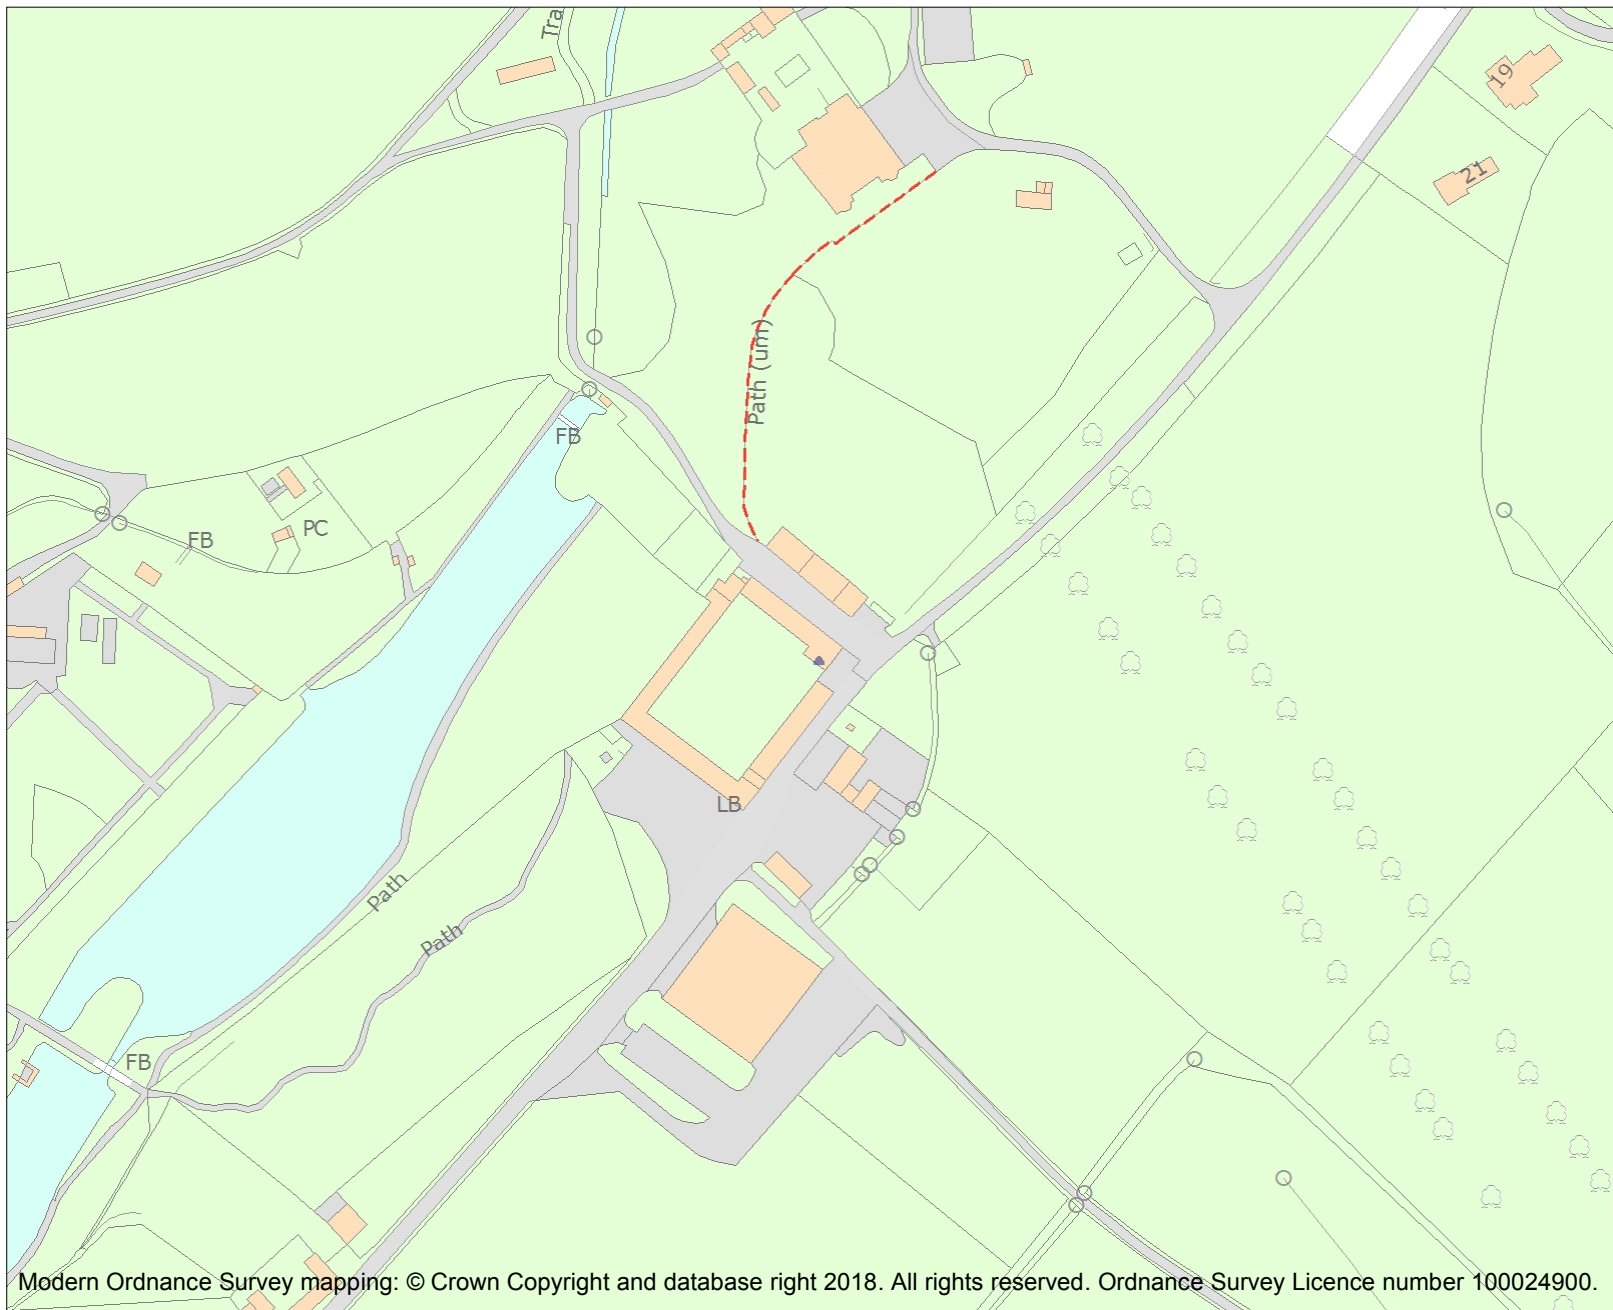 Tra
19
21
Path (um)
FB
FB
PC
LB
Path
Path
FB
Modern Ordnance Survey mapping: © Crown Copyright and database right 2018. All rights reserved. Ordnance Survey Licence number 100024900.